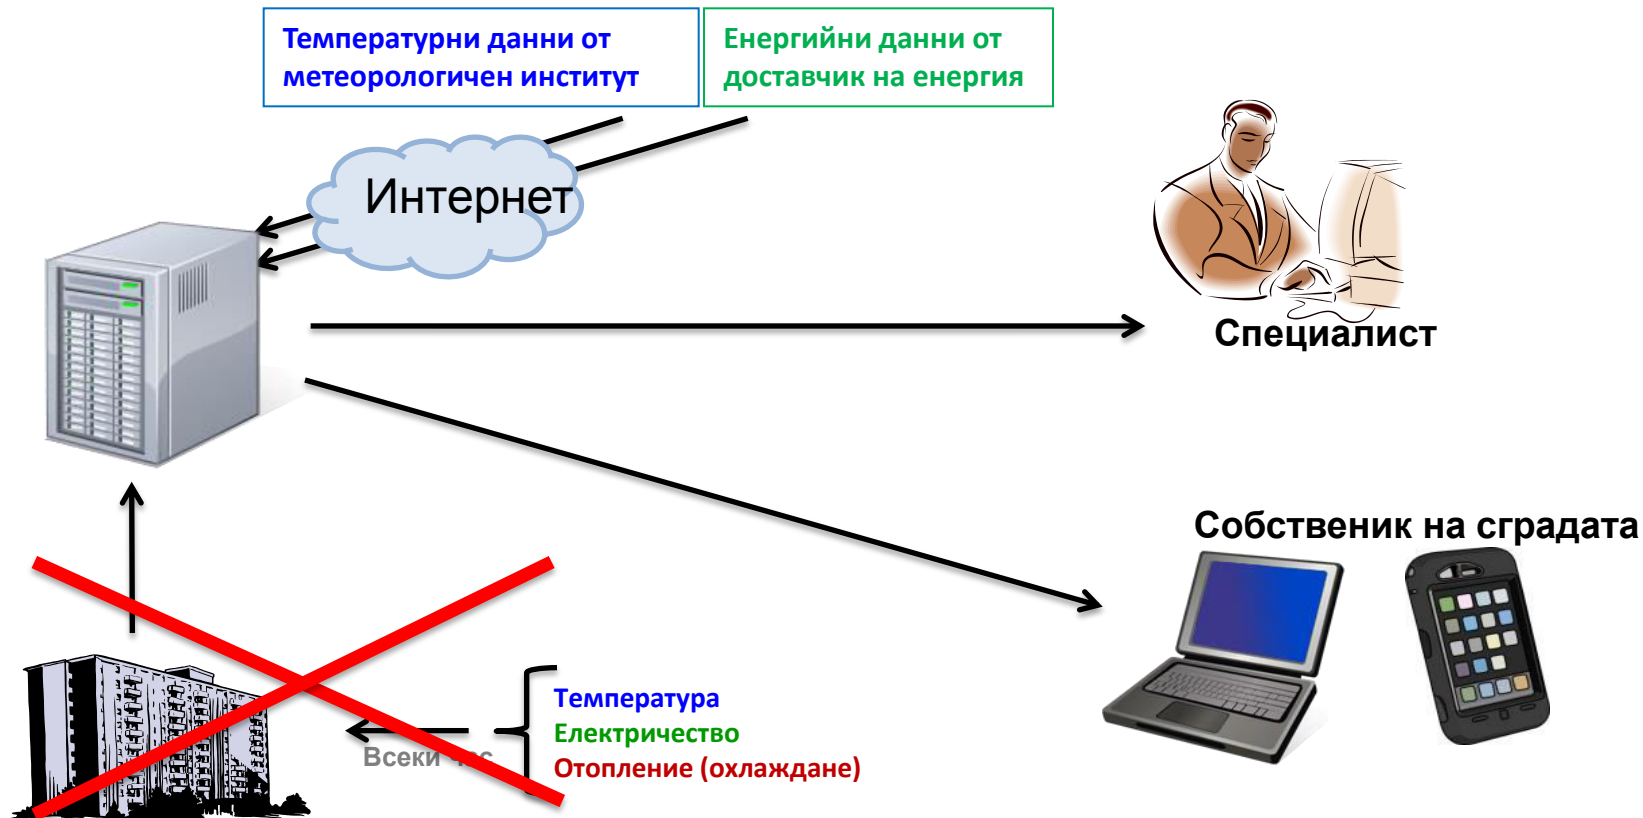 Температурни данни от
метеорологичен институт
Енергийни данни от
доставчик на енергия
Интернет
Специалист
Собственик на сградата
Температура
Електричество
Отопление (охлаждане)
Всеки час